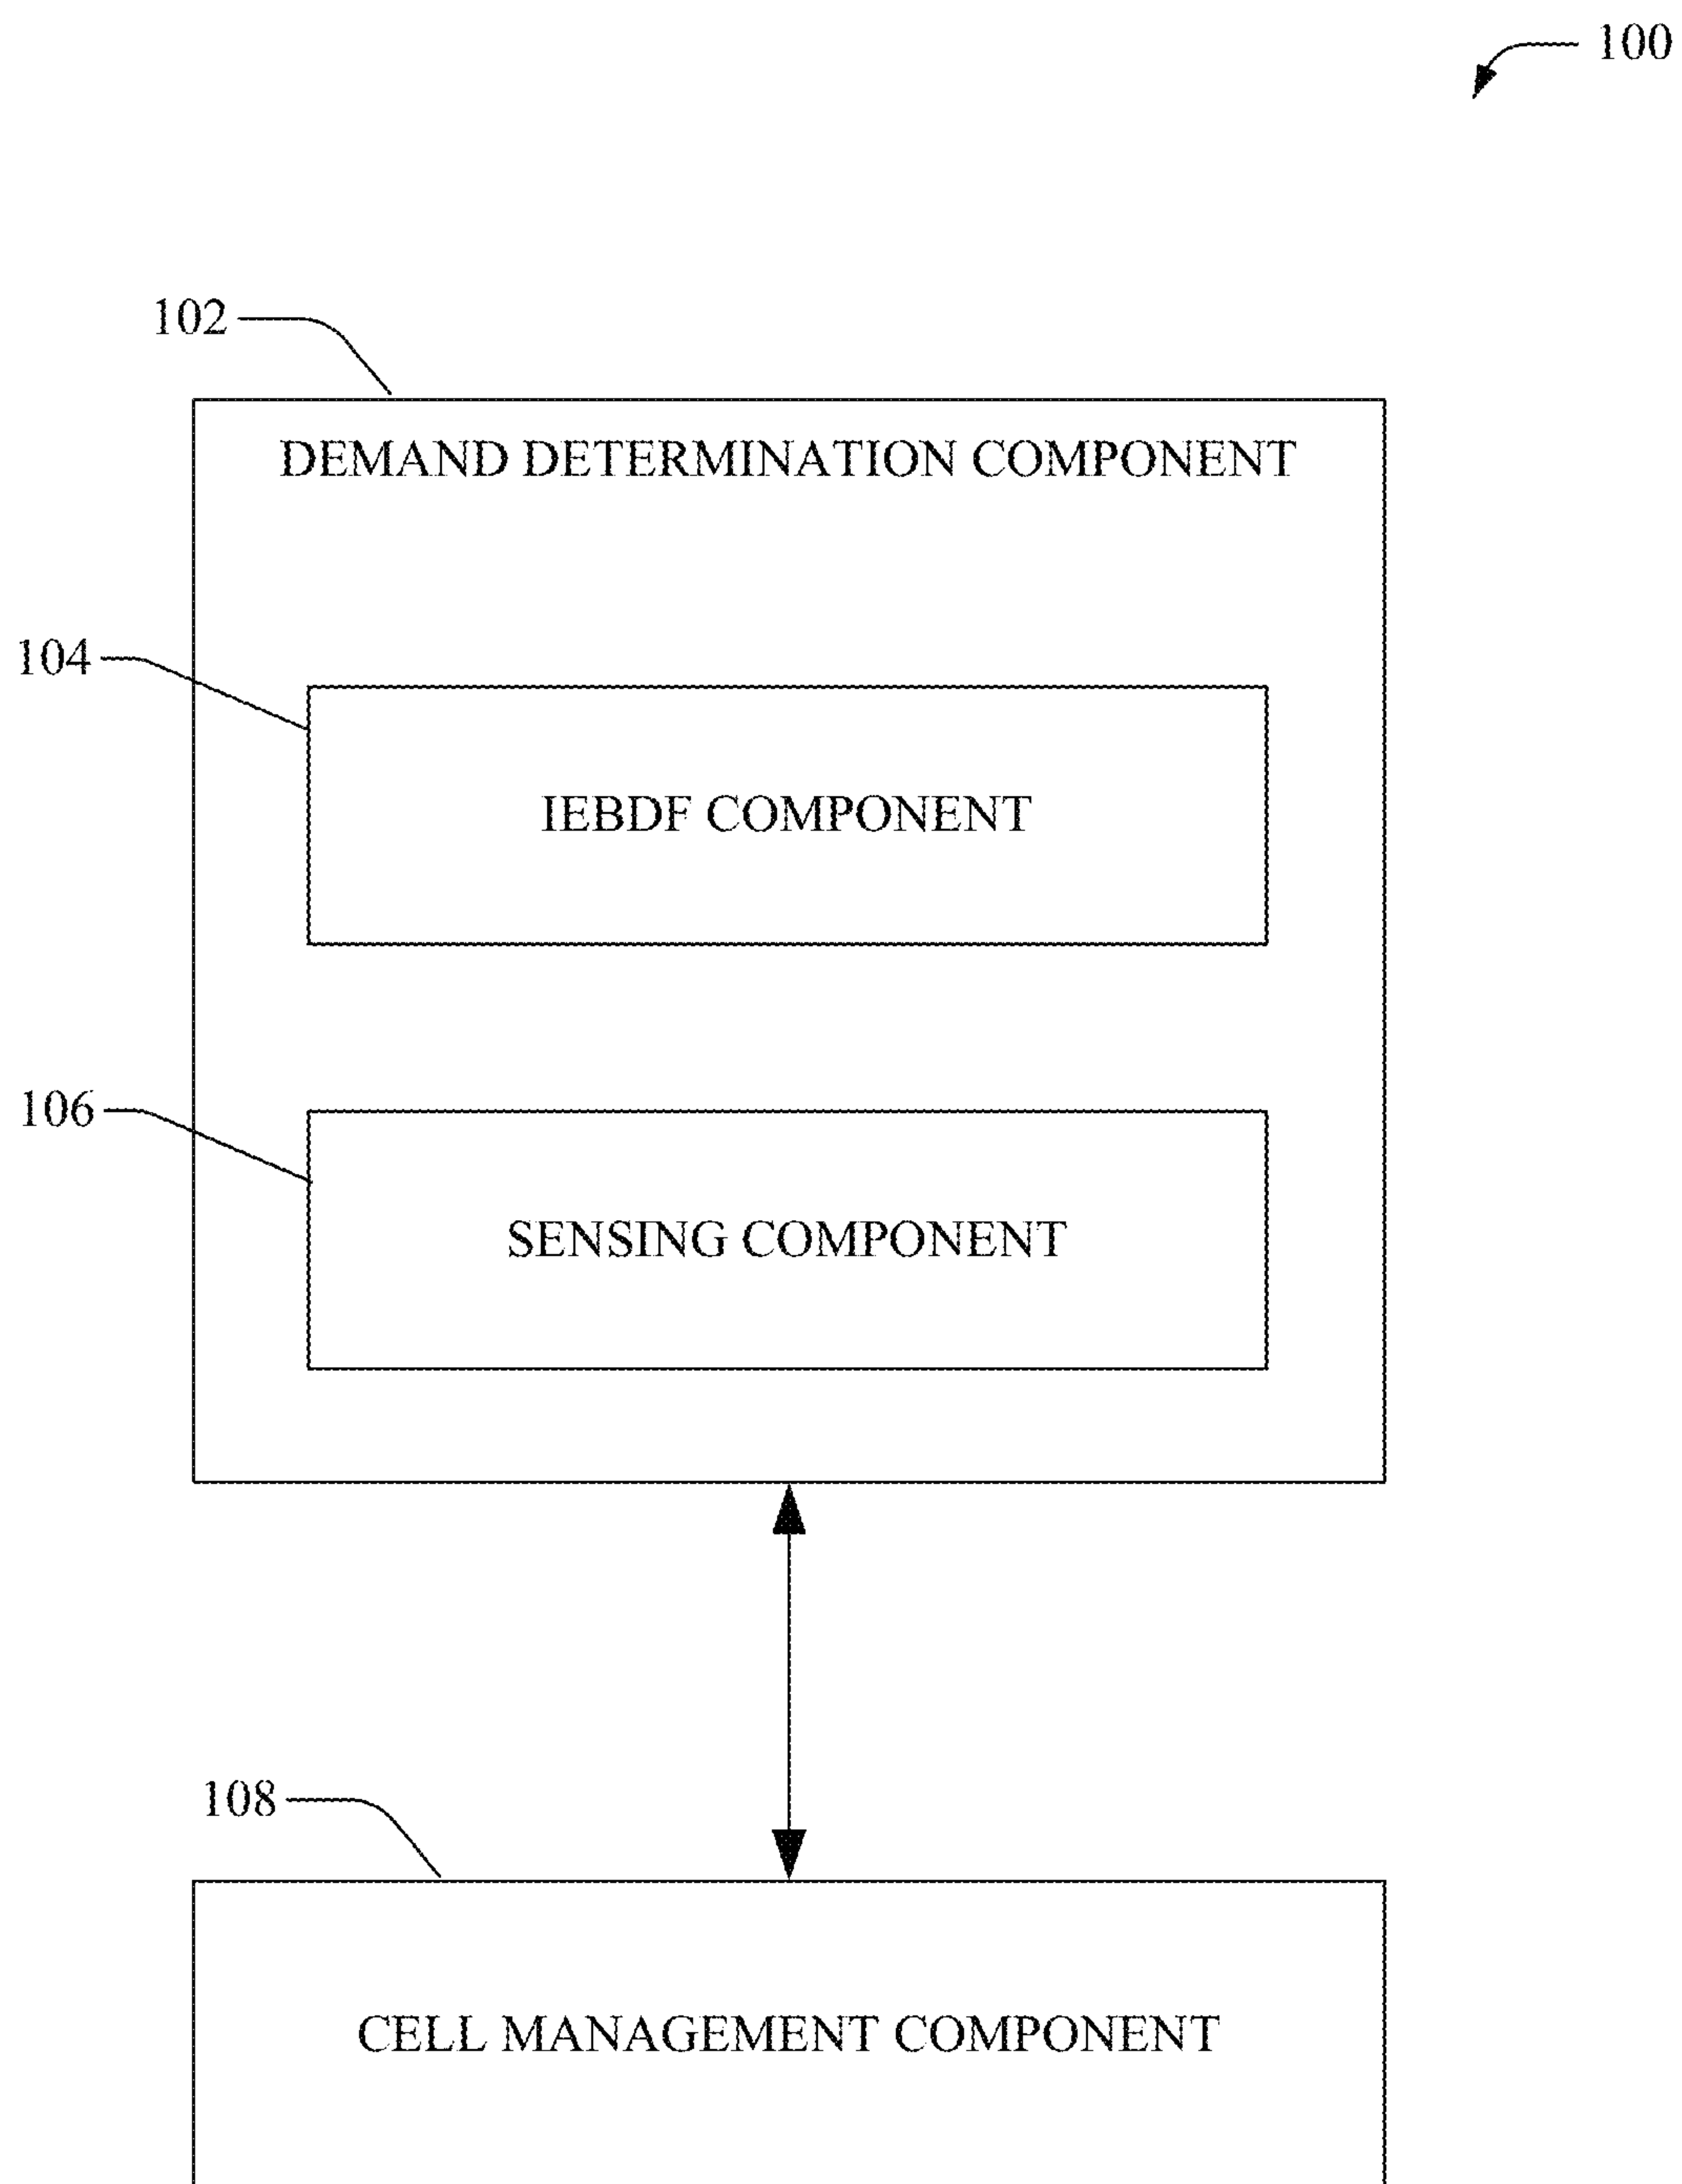 100
102
DEMAND DETERMINATION COMPONENT
104
IEBDF COMPONENT
106
SENSING COMPONENT
108
CELL MANAGEMENT COMPONENT